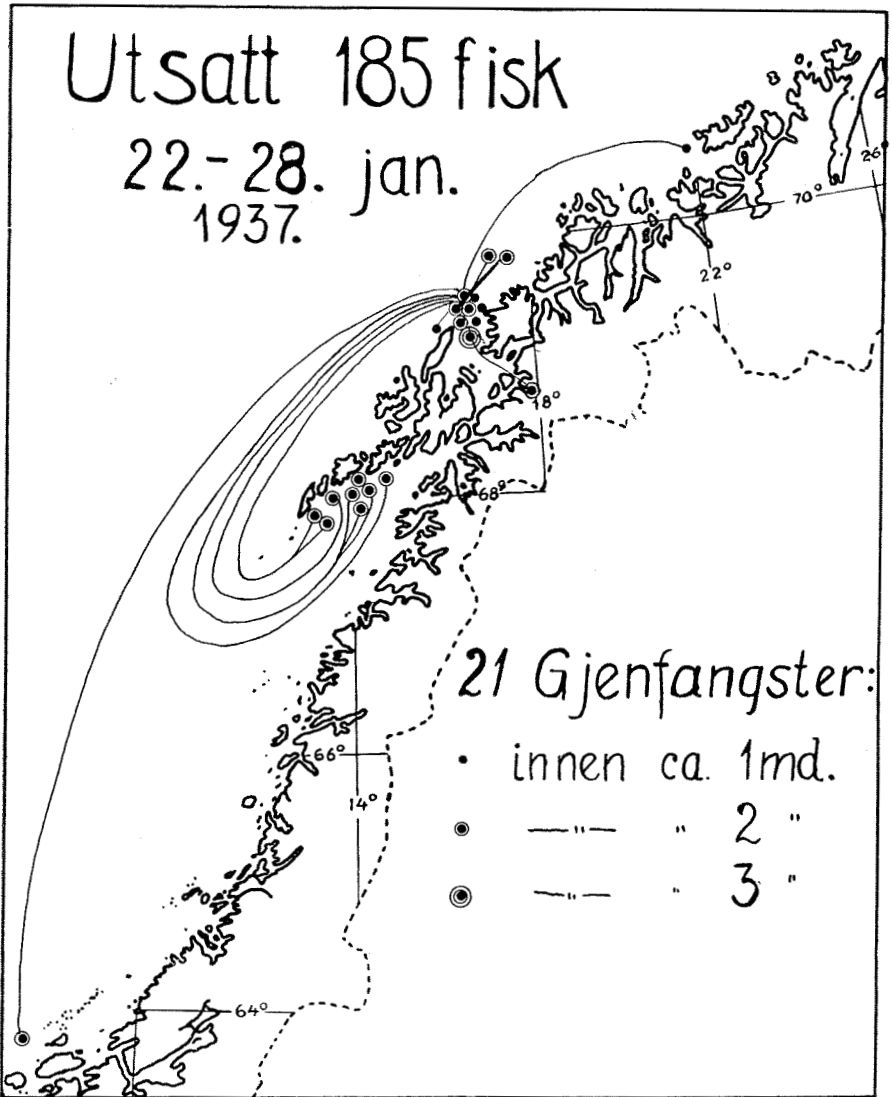 Utsatt 185 fisk
22.-28. jan.
1937.
26
70°
22°
18°
68°
21 Gjenfangster:
innen ca. 1md.
—"— " 2 "
—"— " 3 "
66°
14°
64°